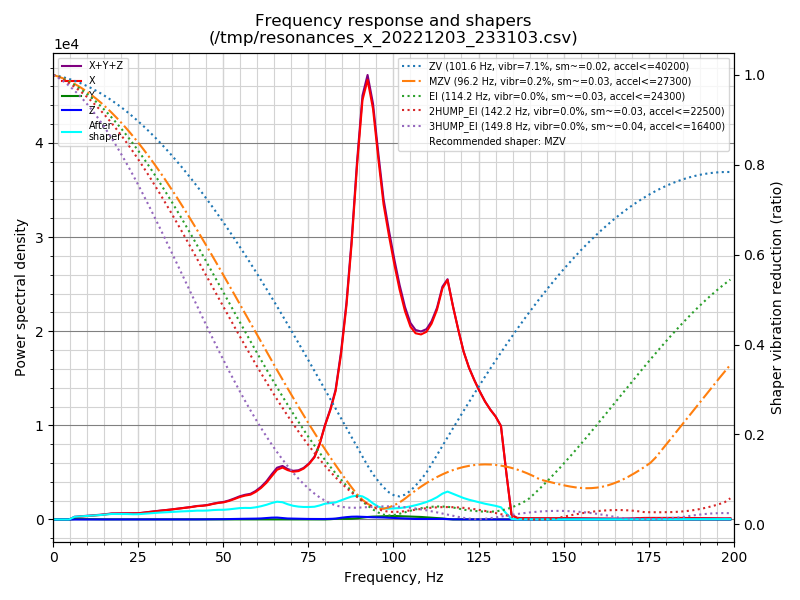 Frequency response and shapers
(/tmp/resonances_x_20221203_233103.csv)
1e4
X+Y+Z
X
Y
Z
After
shaper
ZV (101.6 Hz, vibr=7.1%, sm~=0.02, accel<=40200)
MZV (96.2 Hz, vibr=0.2%, sm~=0.03, accel<=27300)
EI (114.2 Hz, vibr=0.0%, sm~=0.03, accel<=24300)
2HUMP_EI (142.2 Hz, vibr=0.0%, sm~=0.03, accel<=22500)
3HUMP_EI (149.8 Hz, vibr=0.0%, sm~=0.04, accel<=16400)
Recommended shaper: MZV
Power spectral density
4
3
2
1
0
1.0
0.8
0.6
0.4
0.2
0.0
Shaper vibration reduction (ratio)
0 25 50 75 100 125 150 175 200
Frequency, Hz